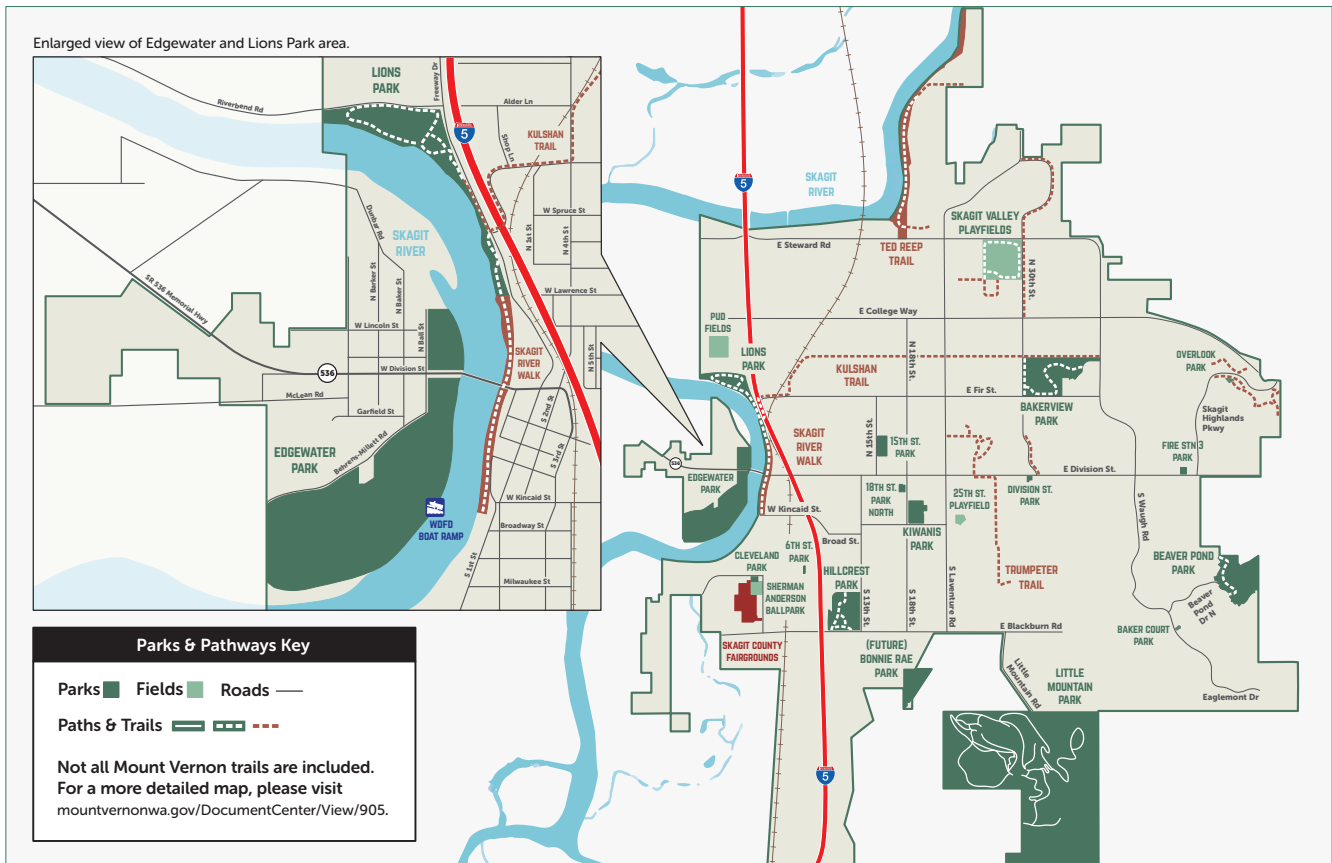 Enlarged view of Edgewater and Lions Park area.
LIONS
PARK
Riverbend Rd
Freeway Dr
Alder Ln
5
Shop Ln
KULSHAN
TRAIL
Dunbar Rd
SKAGIT
RIVER
W Spruce St
N 1st St
N 4th St
N Barker St
N Baker St
SR 536 Memorial Hwy
W Lawrence St
W Lincoln St
N Ball St
SKAGIT
RIVER
WALK
N 5th St
536
W Division St
McLean Rd
Garfield St
S 2nd St
Behrens-Millett Rd
EDGEWATER
PARK
S 3rd St
WDFD
BOAT RAMP
W Kincaid St
Broadway St
S 1st St
Milwaukee St
Parks & Pathways Key
Parks Fields Roads
Paths & Trails
Not all Mount Vernon trails are included.
For a more detailed map, please visit
mountvernonwa.gov/DocumentCenter/View/905.
5
SKAGIT
RIVER
E Steward Rd
TED REEP
TRAIL
SKAGIT VALLEY
PLAYFIELDS
N 30th St.
E College Way
PUD
FIELDS
LIONS
PARK
KULSHAN
TRAIL
N 18th St.
E Fir St.
BAKERVIEW
PARK
OVERLOOK
PARK
Skagit
Highlands
Pkwy
SKAGIT
RIVER
WALK
N 15th St.
15TH ST.
PARK
FIRE STN 3
PARK
536
EDGEWATER
PARK
E Division St.
18TH ST.
PARK
NORTH
25TH ST.
PLAYFIELD
DIVISION ST.
PARK
S Waugh Rd
W Kincaid St.
KIWANIS
PARK
Broad St.
6TH ST.
PARK
CLEVELAND
PARK
HILLCREST
PARK
SHERMAN
ANDERSON
BALLPARK
S 13th St.
S 18th St.
S Laventure Rd
TRUMPETER
TRAIL
BEAVER POND
PARK
Beaver
Pond
Dr N
BAKER COURT
PARK
E Blackburn Rd
SKAGIT COUNTY
FAIRGROUNDS
(FUTURE)
BONNIE RAE
PARK
Little
Mountain Rd
LITTLE
MOUNTAIN
PARK
Eaglemont Dr
5